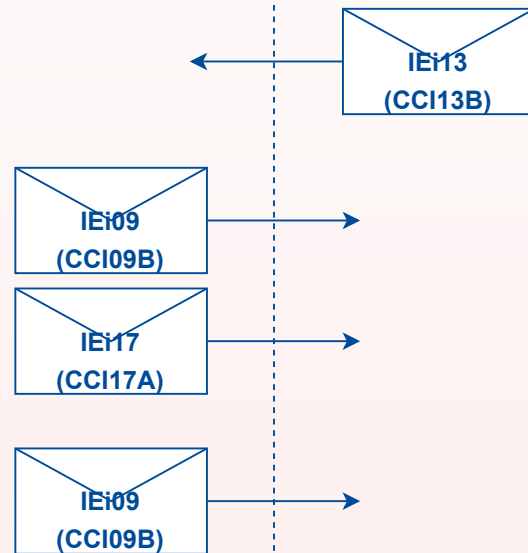 IEi13
(CCI13B)
IEi09
(CCI09B)
IEi17
(CCI17A)
IEi09
(CCI09B)